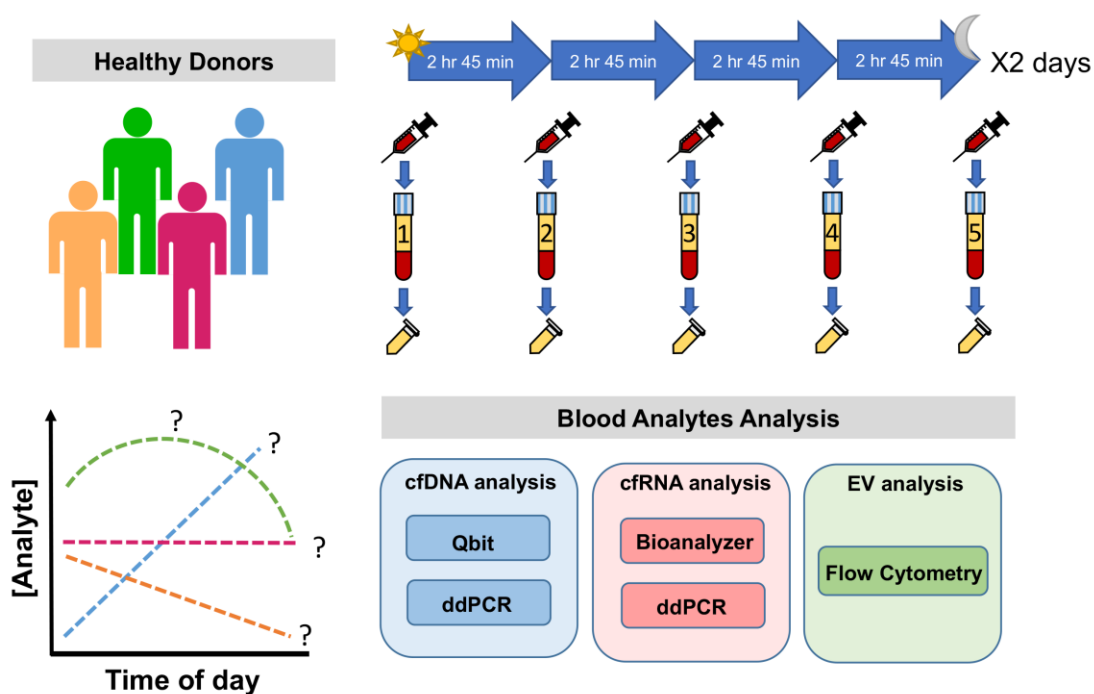 Healthy Donors
2 hr 45 min
2 hr 45 min
2 hr 45 min
2 hr 45 min
X2 days
1
2
3
4
5
[Analyte]
?
?
?
?
Time of day
Blood Analytes Analysis
cfDNA analysis
Qbit
ddPCR
cfRNA analysis
Bioanalyzer
ddPCR
EV analysis
Flow Cytometry